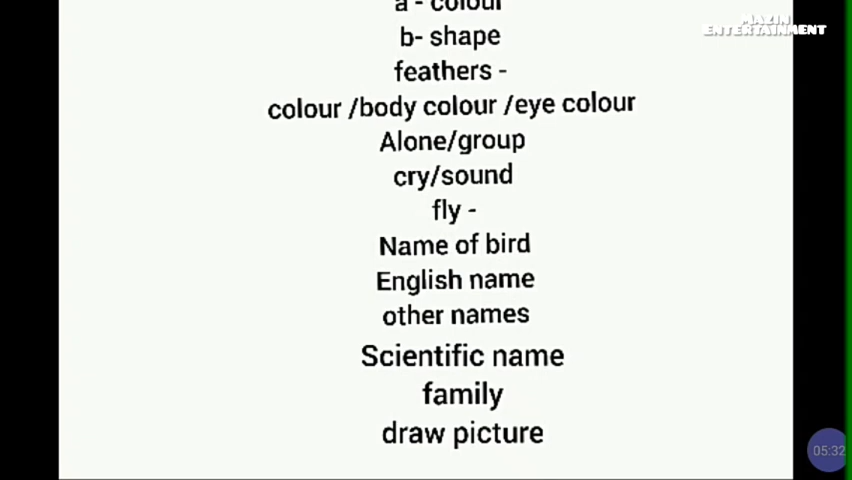 a - colour
b- shape
feathers -
colour /body colour /eye colour
Alone/group
cry/sound
fly -
Name of bird
English name
other names
Scientific name
family
draw picture
MAZIN
ENTERTAINMENT
05:32